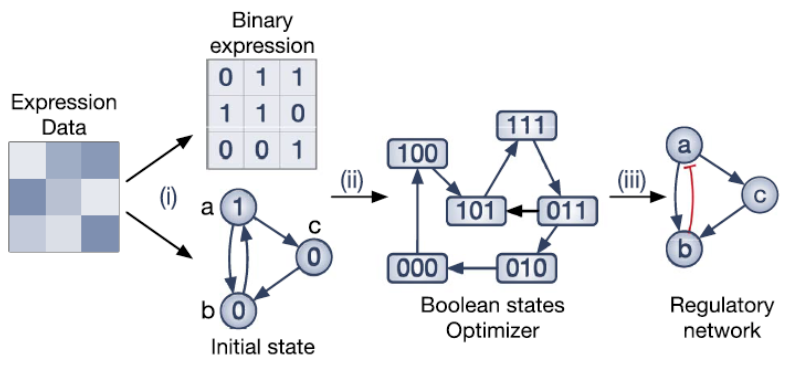 Binary
expression
0 1 1
1 1 0
0 0 1
Expression
Data
(i)
a 1
c
0
b 0
Initial state
(ii)
111
100
101
011
000
010
Boolean states
Optimizer
(iii)
a
c
b
Regulatory
network